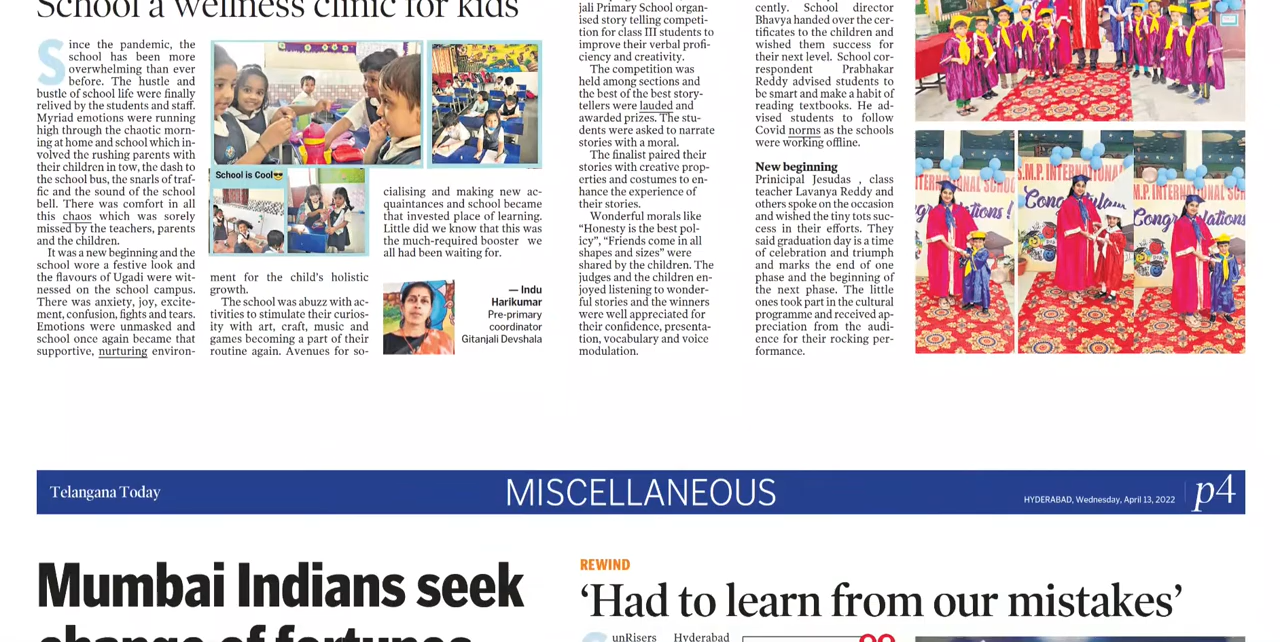 School a wellness clinic for kids
Since the pandemic, the
school has been more
overwhelming than ever
before. The hustle and
bustle of school life were finally
relived by the students and staff.
Myriad emotions were running
high through the chaotic morn-
ing at home and school which in-
volved the rushing parents with
their children in tow, the dash to
the school bus, the snarls of traf-
fic and the sound of the school
bell. There was comfort in all
this chaos which was sorely
missed by the teachers, parents
and the children.
It was a new beginning and the
school wore a festive look and
the flavours of Ugadi were wit-
nessed on the school campus.
There was anxiety, joy, excite-
ment, confusion, fights and tears.
Emotions were unmasked and
school once again became that
supportive, nurturing environ-
School is Cool😎
ment for the child's holistic
growth.
The school was abuzz with ac-
tivities to stimulate their curios-
ity with art, craft, music and
games becoming a part of their
routine again. Avenues for so-
cialising and making new ac-
quaintances and school became
that invested place of learning.
Little did we know that this was
the much-required booster we
all had been waiting for.
— Indu
Harikumar
Pre-primary
coordinator
Gitanjali Devshala
jali Primary School organ-
ised story telling competi-
tion for class III students to
improve their verbal profi-
ciency and creativity.
The competition was
held among sections and
the best of the best story-
tellers were lauded and
awarded prizes. The stu-
dents were asked to narrate
stories with a moral.
The finalist paired their
stories with creative prop-
erties and costumes to en-
hance the experience of
their stories.
Wonderful morals like
“Honesty is the best pol-
icy”, “Friends come in all
shapes and sizes” were
shared by the children. The
judges and the children en-
joyed listening to wonder-
ful stories and the winners
were well appreciated for
their confidence, presenta-
tion, vocabulary and voice
modulation.
cently. School director
Bhavya handed over the cer-
tificates to the children and
wished them success for
their next level. School cor-
respondent Prabhakar
Reddy advised students to
be smart and make a habit of
reading textbooks. He ad-
vised students to follow
Covid norms as the schools
were working offline.
New beginning
Prinicipal Jesudas , class
teacher Lavanya Reddy and
others spoke on the occasion
and wished the tiny tots suc-
cess in their efforts. They
said graduation day is a time
of celebration and triumph
and marks the end of one
phase and the beginning of
the next phase. The little
ones took part in the cultural
programme and received ap-
preciation from the audi-
ence for their rocking per-
formance.
INTERNATIONAL SCHOOL
S.M.P. INTERNATIONAL
M.P. INTERNATIONAL SCHOOL
Telangana Today
MISCELLANEOUS
HYDERABAD, Wednesday, April 13, 2022
p4
Mumbai Indians seek
change of fortunes
REWIND
‘Had to learn from our mistakes’
SunRisers Hyderabad